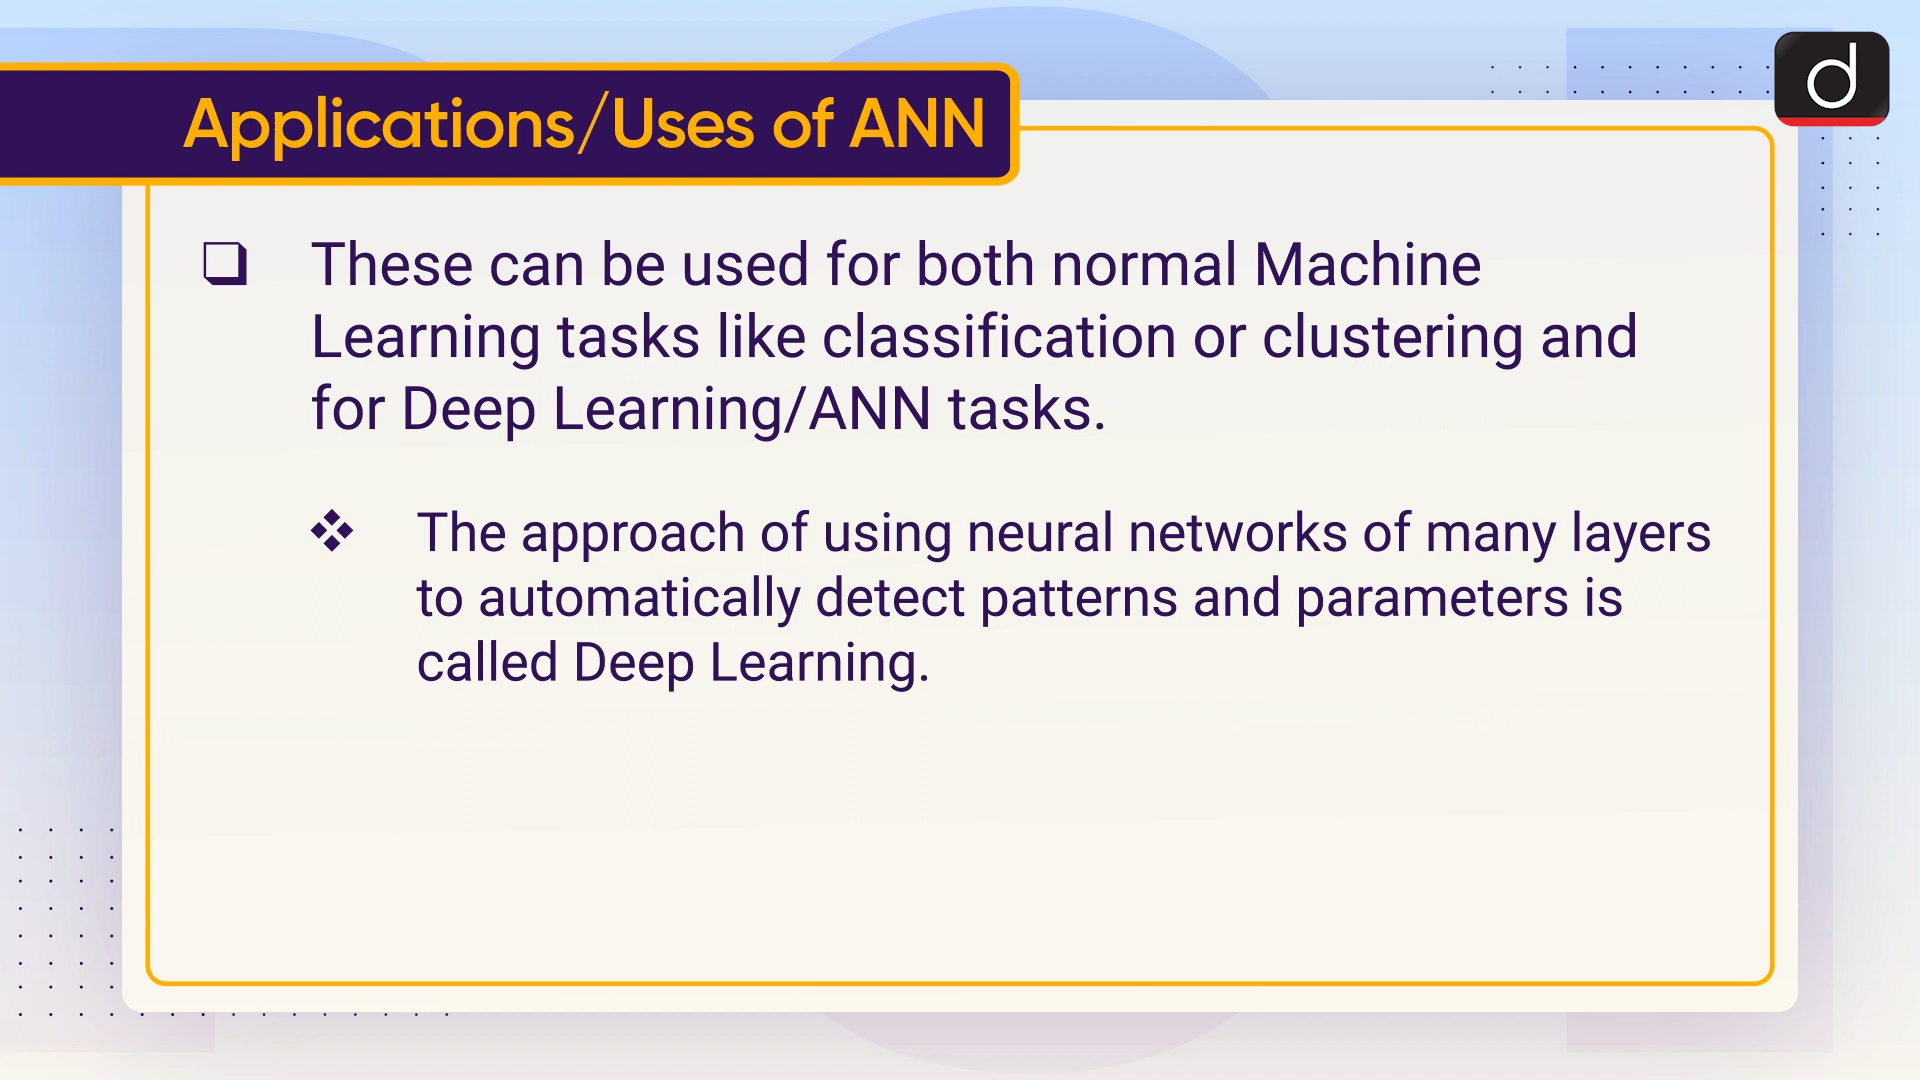 Applications/Uses of ANN
d
These can be used for both normal Machine
Learning tasks like classification or clustering and
for Deep Learning/ANN tasks.
The approach of using neural networks of many layers
to automatically detect patterns and parameters is
called Deep Learning.